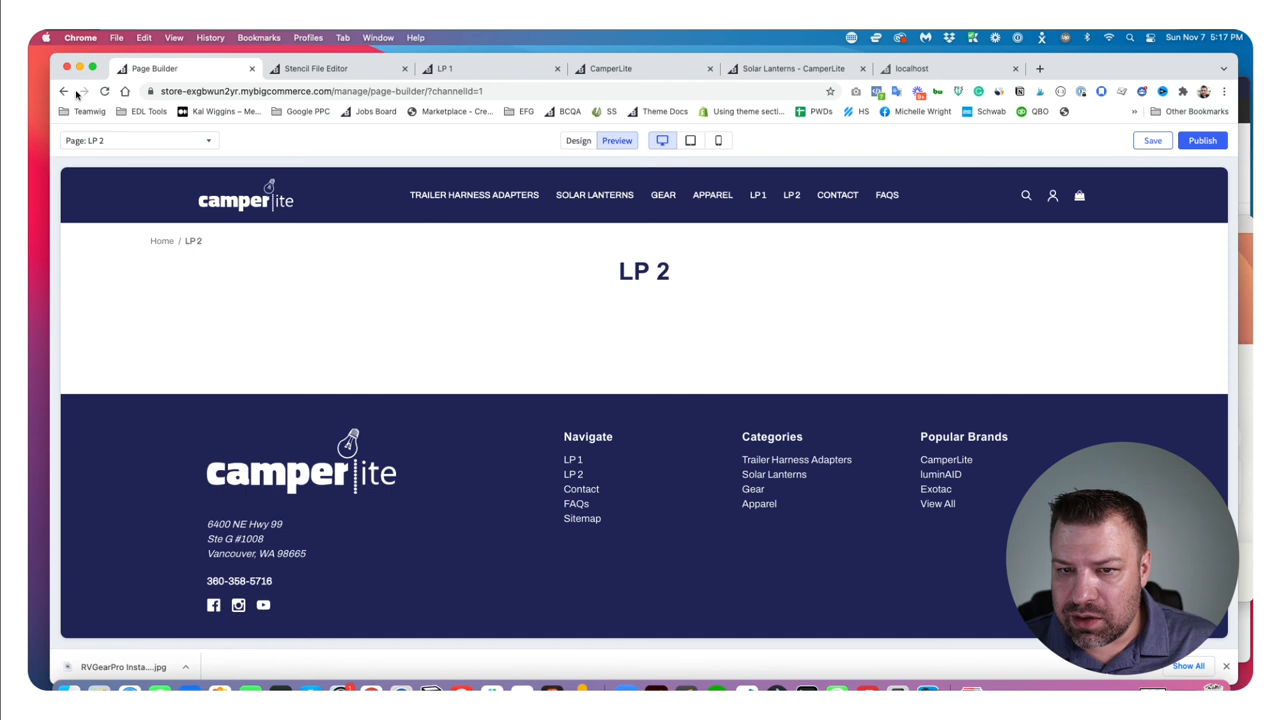 Chrome File Edit View History Bookmarks Profiles Tab Window Help Sun Nov 7 5:17 PM
Page Builder Stencil File Editor LP 1 CamperLite Solar Lanterns - CamperLite localhost
store-exgbwun2yr.mybigcommerce.com/manage/page-builder/?channelId=1
Teamwig EDL Tools Kai Wiggins – Me... Google PPC Jobs Board Marketplace - Cre... EFG BCQA SS Theme Docs Using theme secti... PWDs HS Michelle Wright Schwab QBO » Other Bookmarks
Page: LP 2 Design Preview Save Publish
camperlite TRAILER HARNESS ADAPTERS SOLAR LANTERNS GEAR APPAREL LP 1 LP 2 CONTACT FAQS
Home / LP 2
LP 2
camperlite
6400 NE Hwy 99
Ste G #1008
Vancouver, WA 98665
360-358-5716
Navigate
LP 1
LP 2
Contact
FAQs
Sitemap
Categories
Trailer Harness Adapters
Solar Lanterns
Gear
Apparel
Popular Brands
CamperLite
luminAID
Exotac
View All
RVGearPro Insta....jpg Show All